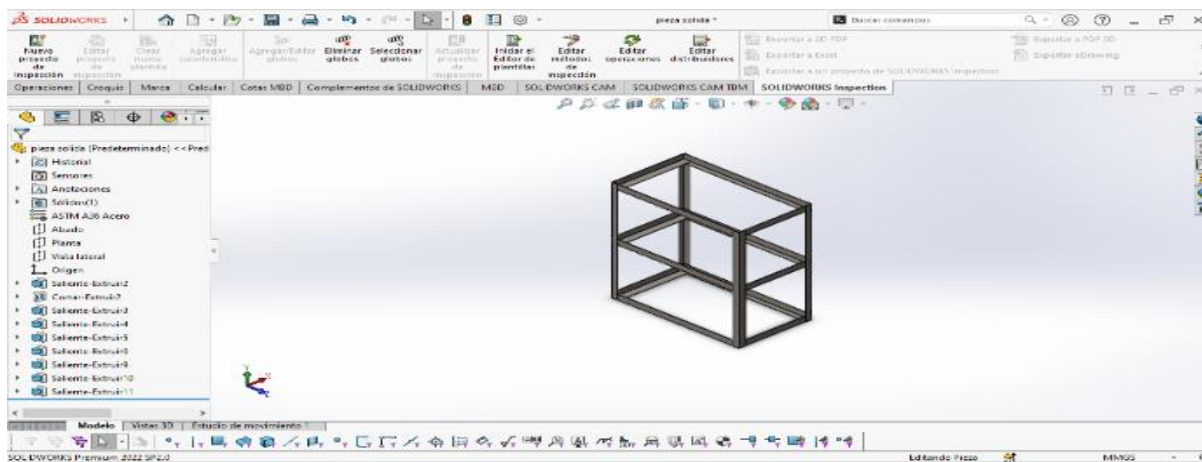 SOLIDWORKS
pieza solida *
Buscar comandos
Nuevo proyecto de inspección
Editar proyecto de inspección
Crear nueva plantilla
Agregar
Agregar/Editar globos
Eliminar globos
Seleccionar globos
Actualizar proyecto de inspección
Iniciar el Editor de plantillas
Editar métodos de inspección
Editar operaciones
Editar distribuidores
Exportar a 2D PDF
Exportar a Excel
Exportar a un proyecto de SOLIDWORKS Inspection
Exportar a PDF 3D
Exportar eDrawing
Operaciones
Croquis
Marca
Calcular
Cotas MBD
Complementos de SOLIDWORKS
MBD
SOLIDWORKS CAM
SOLIDWORKS CAM TBM
SOLIDWORKS Inspection
pieza solida (Predeterminado) <<Pred
Historial
Sensores
Anotaciones
Sólidos(1)
ASTM A36 Acero
Alzado
Planta
Vista lateral
Origen
Saliente-Extruir2
Cortar-Extruir2
Saliente-Extruir3
Saliente-Extruir4
Saliente-Extruir5
Saliente-Extruir9
Saliente-Extruir10
Saliente-Extruir11
Modelo
Vistas 3D
Estudio de movimiento 1
SOLIDWORKS Premium 2022 SP2.0
Editando Pieza
MMGS